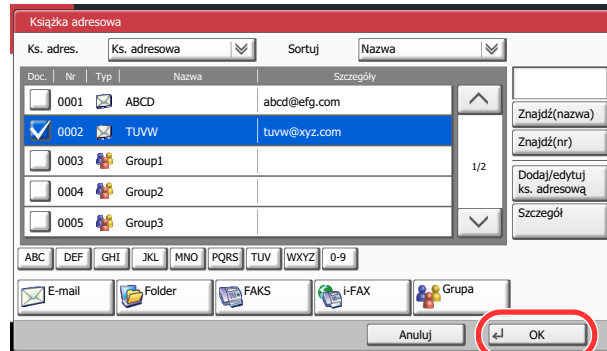 Książka adresowa
Ks. adres. Ks. adresowa Sortuj Nazwa
Doc. Nr Typ Nazwa Szczegóły
0001 ABCD abcd@efg.com
0002 TUVW tuvw@xyz.com
0003 Group1
0004 Group2
0005 Group3
1/2
Znajdź(nazwa)
Znajdź(nr)
Dodaj/edytuj
ks. adresową
Szczegół
ABC DEF GHI JKL MNO PQRS TUV WXYZ 0-9
E-mail Folder FAKS i-FAX Grupa
Anuluj OK